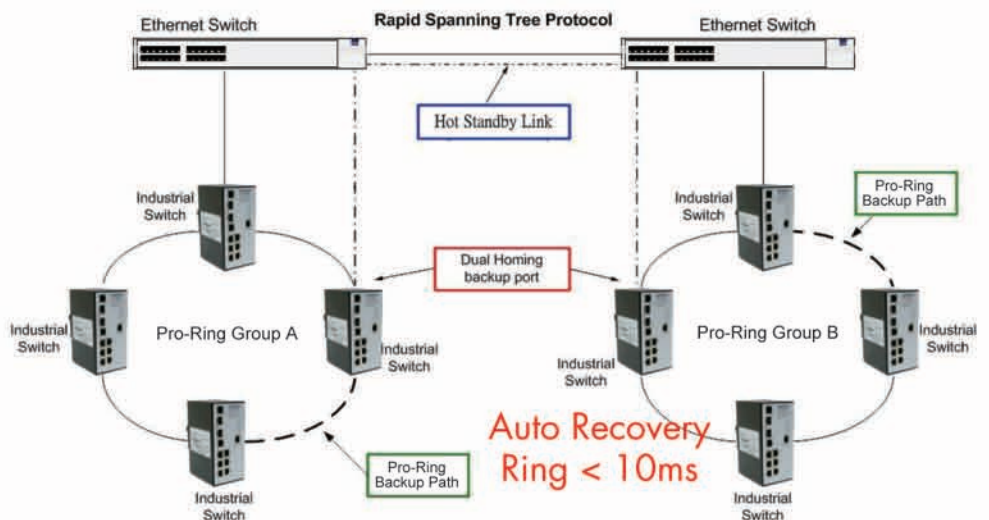 Rapid Spanning Tree Protocol
Ethernet Switch
Ethernet Switch
Hot Standby Link
Industrial
Switch
Industrial
Switch
Pro-Ring
Backup Path
Dual Homing
backup port
Industrial
Switch
Pro-Ring Group A
Industrial
Switch
Industrial
Switch
Pro-Ring Group B
Industrial
Switch
Auto Recovery
Ring < 10ms
Pro-Ring
Backup Path
Industrial
Switch
Industrial
Switch